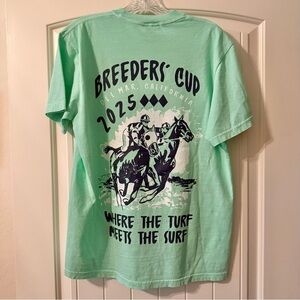 BREEDERS' CUP
DEL MAR, CALIFORNIA
2025
WHERE THE TURF
MEETS THE SURF